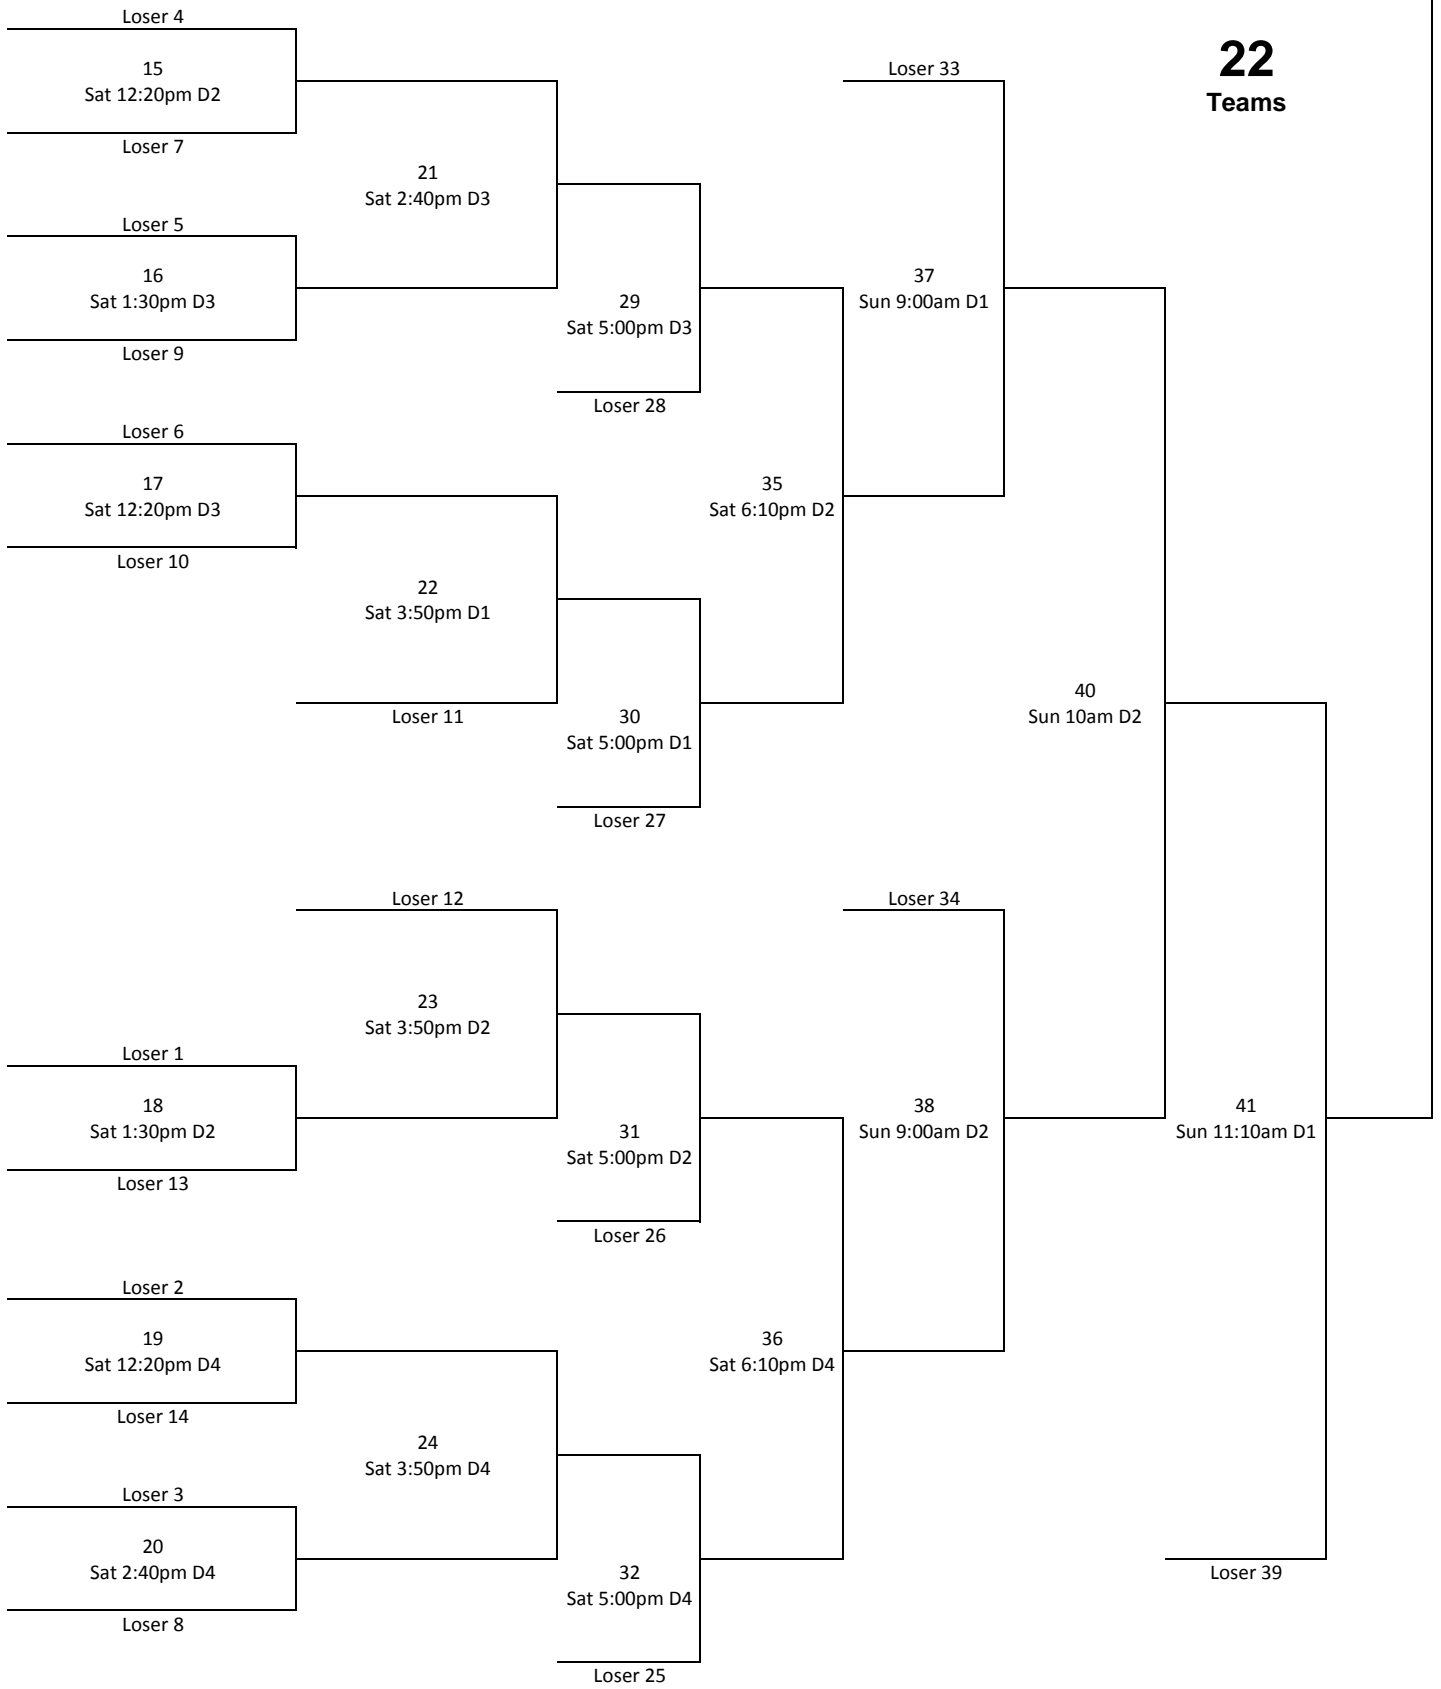 Loser 4
22
Teams
15
Sat 12:20pm D2
Loser 33
Loser 7
21
Sat 2:40pm D3
Loser 5
16
Sat 1:30pm D3
37
Sun 9:00am D1
29
Sat 5:00pm D3
Loser 9
Loser 28
Loser 6
17
Sat 12:20pm D3
35
Sat 6:10pm D2
Loser 10
22
Sat 3:50pm D1
40
Sun 10am D2
Loser 11
30
Sat 5:00pm D1
Loser 27
Loser 12
Loser 34
23
Sat 3:50pm D2
Loser 1
18
Sat 1:30pm D2
38
Sun 9:00am D2
41
Sun 11:10am D1
31
Sat 5:00pm D2
Loser 13
Loser 26
Loser 2
19
Sat 12:20pm D4
36
Sat 6:10pm D4
Loser 14
24
Sat 3:50pm D4
Loser 3
20
Sat 2:40pm D4
32
Sat 5:00pm D4
Loser 39
Loser 8
Loser 25